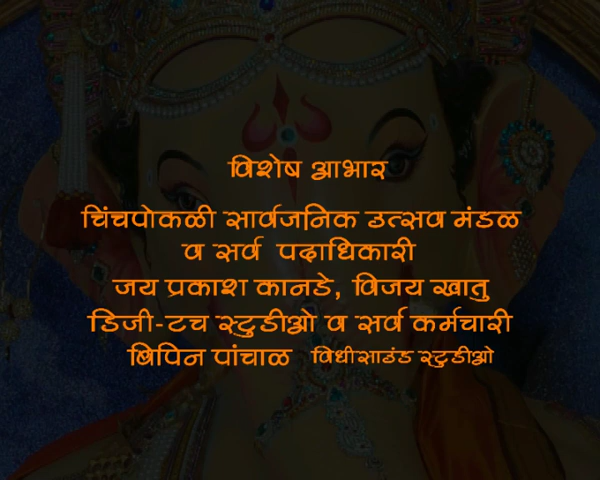 विशेष आभार
चिंचपोकळी सार्वजनिक उत्सव मंडळ
व सर्व पदाधिकारी
जय प्रकाश कानडे, विजय खातु
डिजी-टच स्टुडीओ व सर्व कर्मचारी
बिपिन पांचाळ विधीसाउंड स्टुडीओ